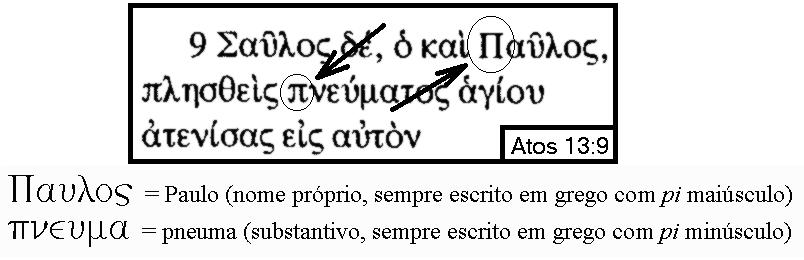 9 Σαῦλος δέ, ὁ καὶ Παῦλος,
πλησθεὶς πνεύματος ἁγίου
ἀτενίσας εἰς αὐτὸν
Atos 13:9
Παυλος = Paulo (nome próprio, sempre escrito em grego com pi maiúsculo)
πνευμα = pneuma (substantivo, sempre escrito em grego com pi minúsculo)